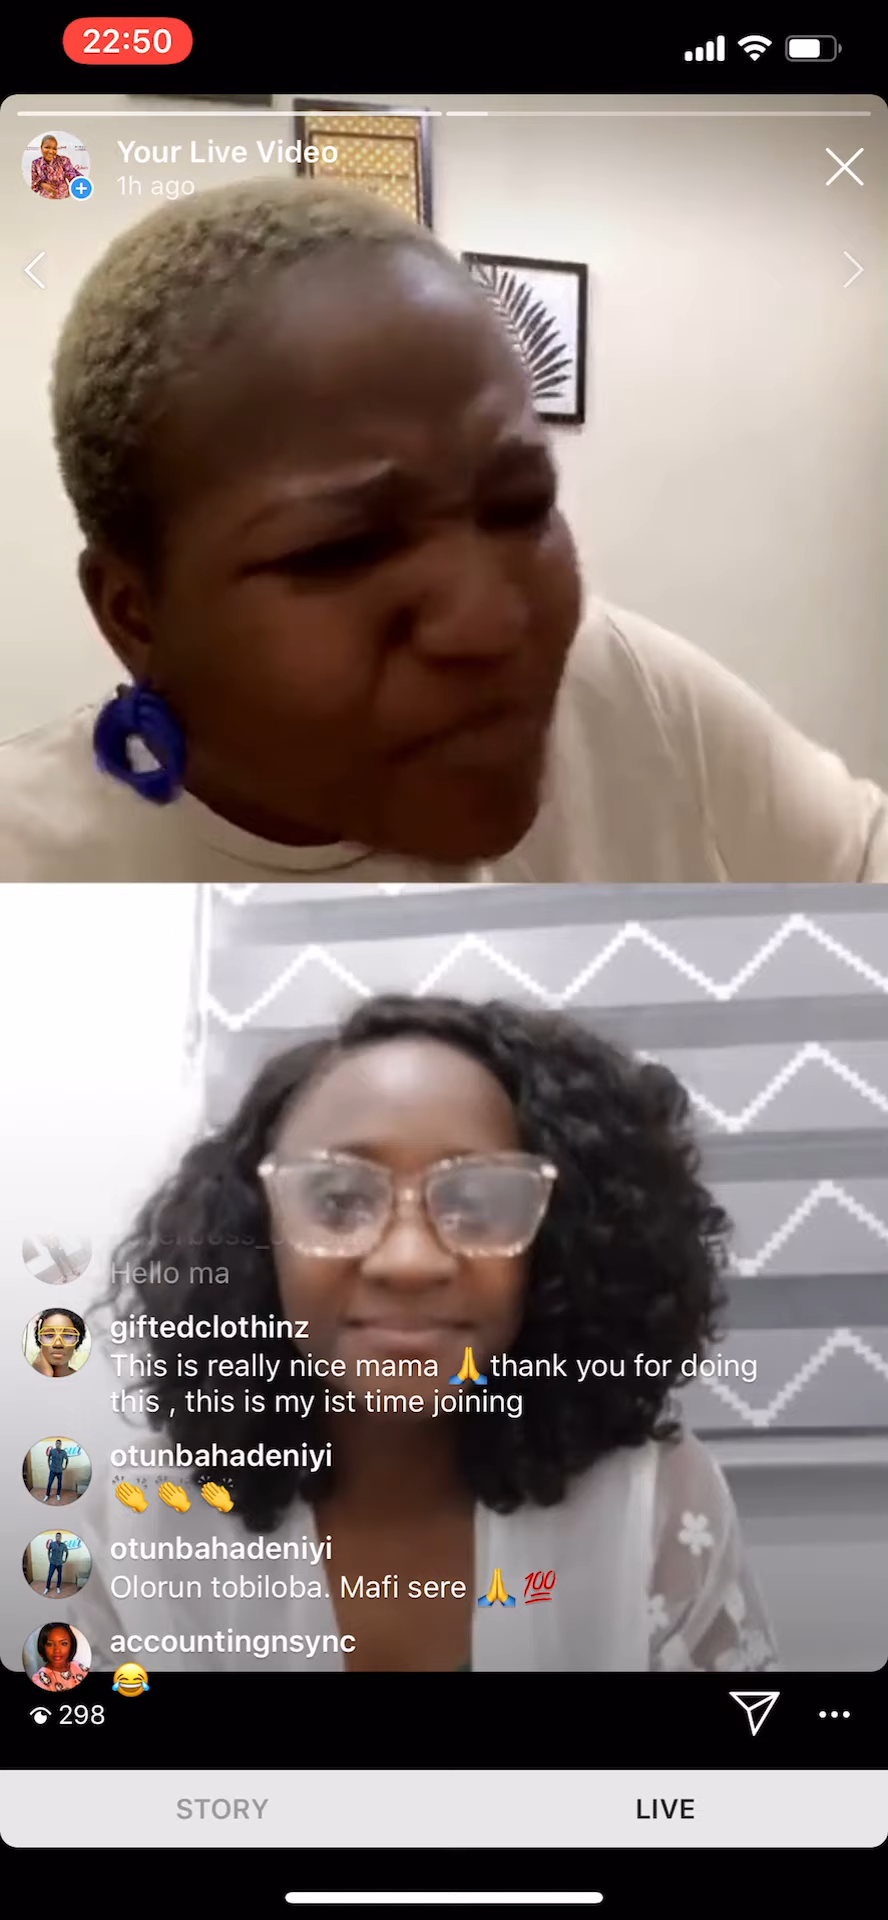 22:50
Your Live Video
1h ago
Hello ma
giftedclothinz
This is really nice mama 🙏thank you for doing
this , this is my ist time joining
otunbahadeniyi
👏👏👏
otunbahadeniyi
Olorun tobiloba. Mafi sere 🙏💯
accountingnsync
😂
298
STORY
LIVE